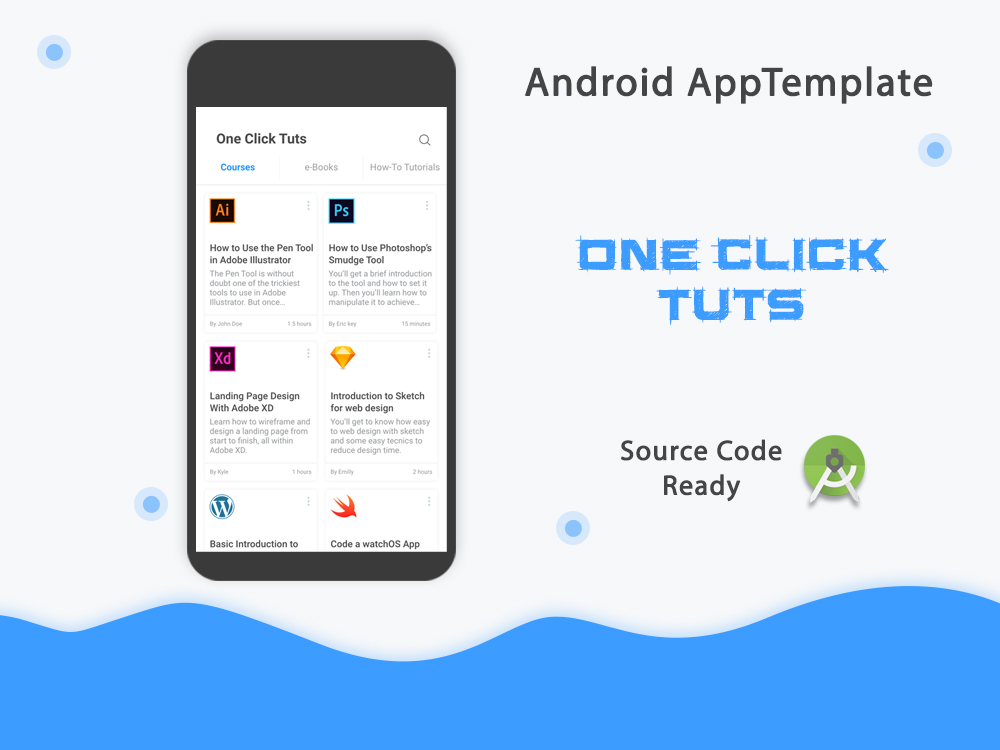 Android AppTemplate
One Click Tuts
Courses
e-Books
How-To Tutorials
Ai
How to Use the Pen Tool
in Adobe Illustrator
The Pen Tool is without
doubt one of the trickiest
tools to use in Adobe
Illustrator. But once...
By John Doe
1.5 hours
Ps
How to Use Photoshop's
Smudge Tool
You'll get a brief introduction
to the tool and how to set it
up. Then you'll learn how to
manipulate it to achieve...
By Eric key
15 minutes
Xd
Landing Page Design
With Adobe XD
Learn how to wireframe and
design a landing page from
start to finish, all within
Adobe XD.
By Kyle
1 hours
Introduction to Sketch
for web design
You'll get to know how easy
to web design with sketch
and some easy tecnics to
reduce design time.
By Emilly
2 hours
W
Basic Introduction to
Code a watchOS App
ONE CLICK
TUTS
Source Code
Ready